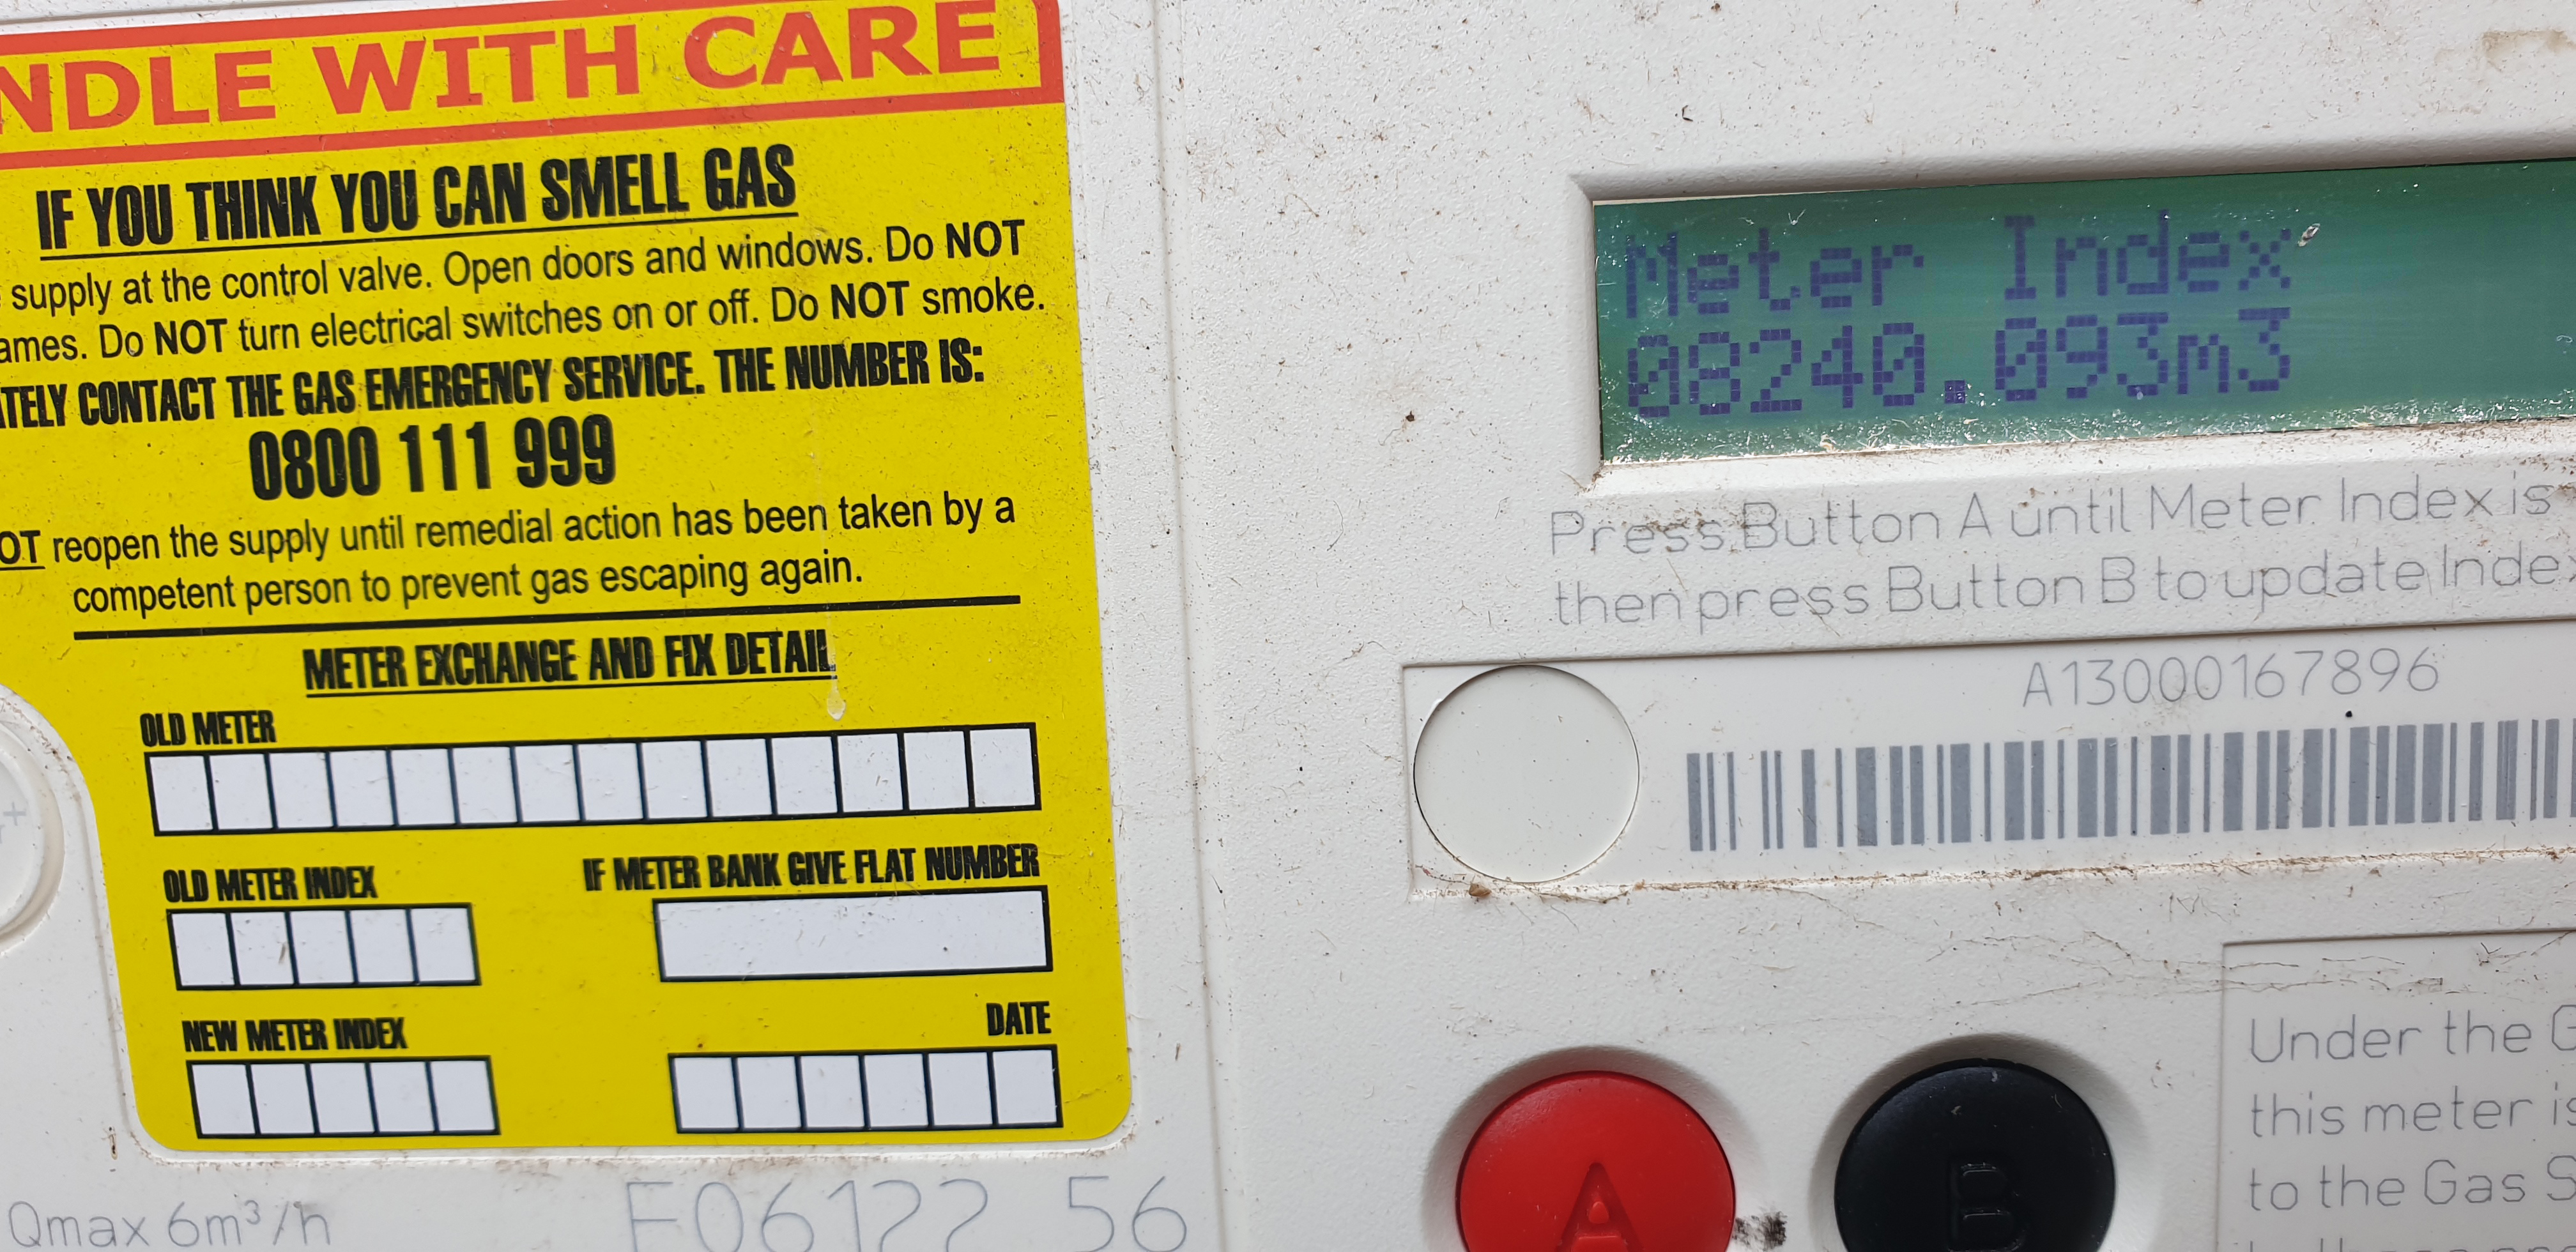 NDLE WITH CARE
IF YOU THINK YOU CAN SMELL GAS
supply at the control valve. Open doors and windows. Do NOT
ames. Do NOT turn electrical switches on or off. Do NOT smoke.
TELY CONTACT THE GAS EMERGENCY SERVICE. THE NUMBER IS:
0800 111 999
OT reopen the supply until remedial action has been taken by a
competent person to prevent gas escaping again.
METER EXCHANGE AND FIX DETAIL
OLD METER
OLD METER INDEX
IF METER BANK GIVE FLAT NUMBER
NEW METER INDEX
DATE
Qmax 6m³/h
56
Meter Index
08240.093m3
Press Button A until Meter Index is
then press Button B to update Index
A13000167896
A
B
Under the G
this meter is
to the Gas S